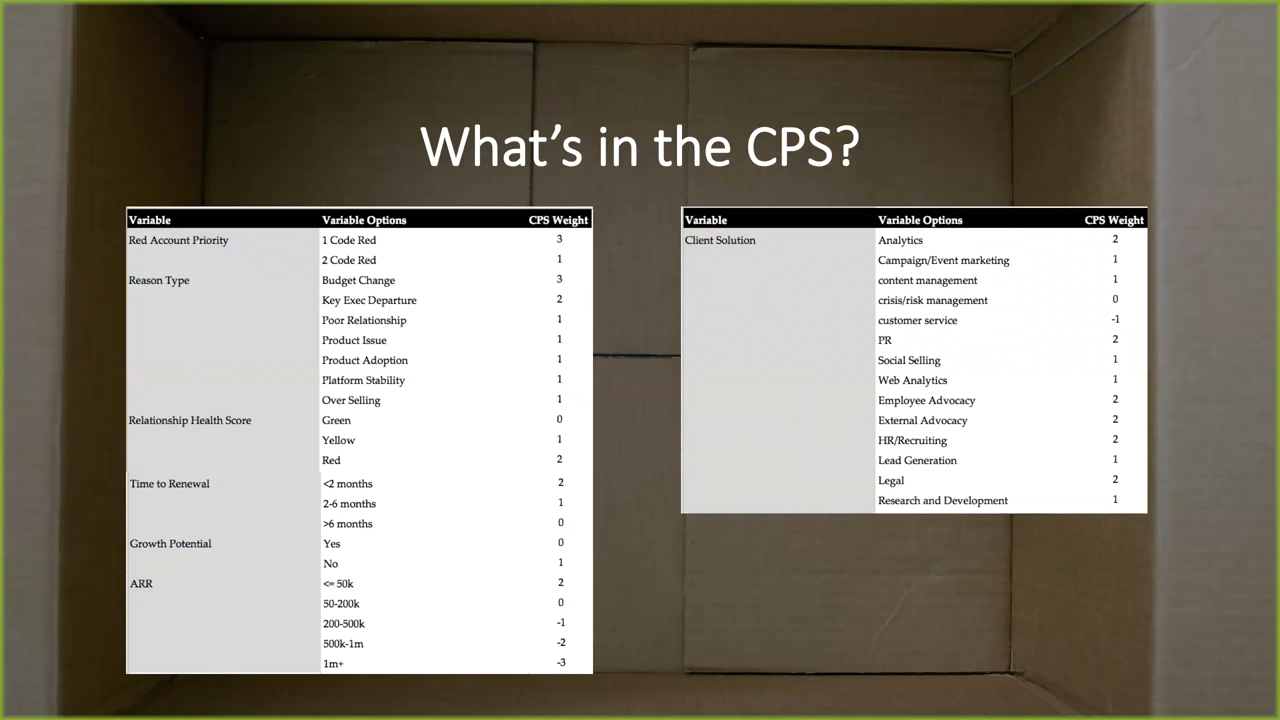 What's in the CPS?
Variable Variable Options CPS Weight
Red Account Priority 1 Code Red 3
2 Code Red 1
Reason Type Budget Change 3
Key Exec Departure 2
Poor Relationship 1
Product Issue 1
Product Adoption 1
Platform Stability 1
Over Selling 1
Relationship Health Score Green 0
Yellow 1
Red 2
Time to Renewal <2 months 2
2-6 months 1
>6 months 0
Growth Potential Yes 0
No 1
ARR <= 50k 2
50-200k 0
200-500k -1
500k-1m -2
1m+ -3
Variable Variable Options CPS Weight
Client Solution Analytics 2
Campaign/Event marketing 1
content management 1
crisis/risk management 0
customer service -1
PR 2
Social Selling 1
Web Analytics 1
Employee Advocacy 2
External Advocacy 2
HR/Recruiting 2
Lead Generation 1
Legal 2
Research and Development 1